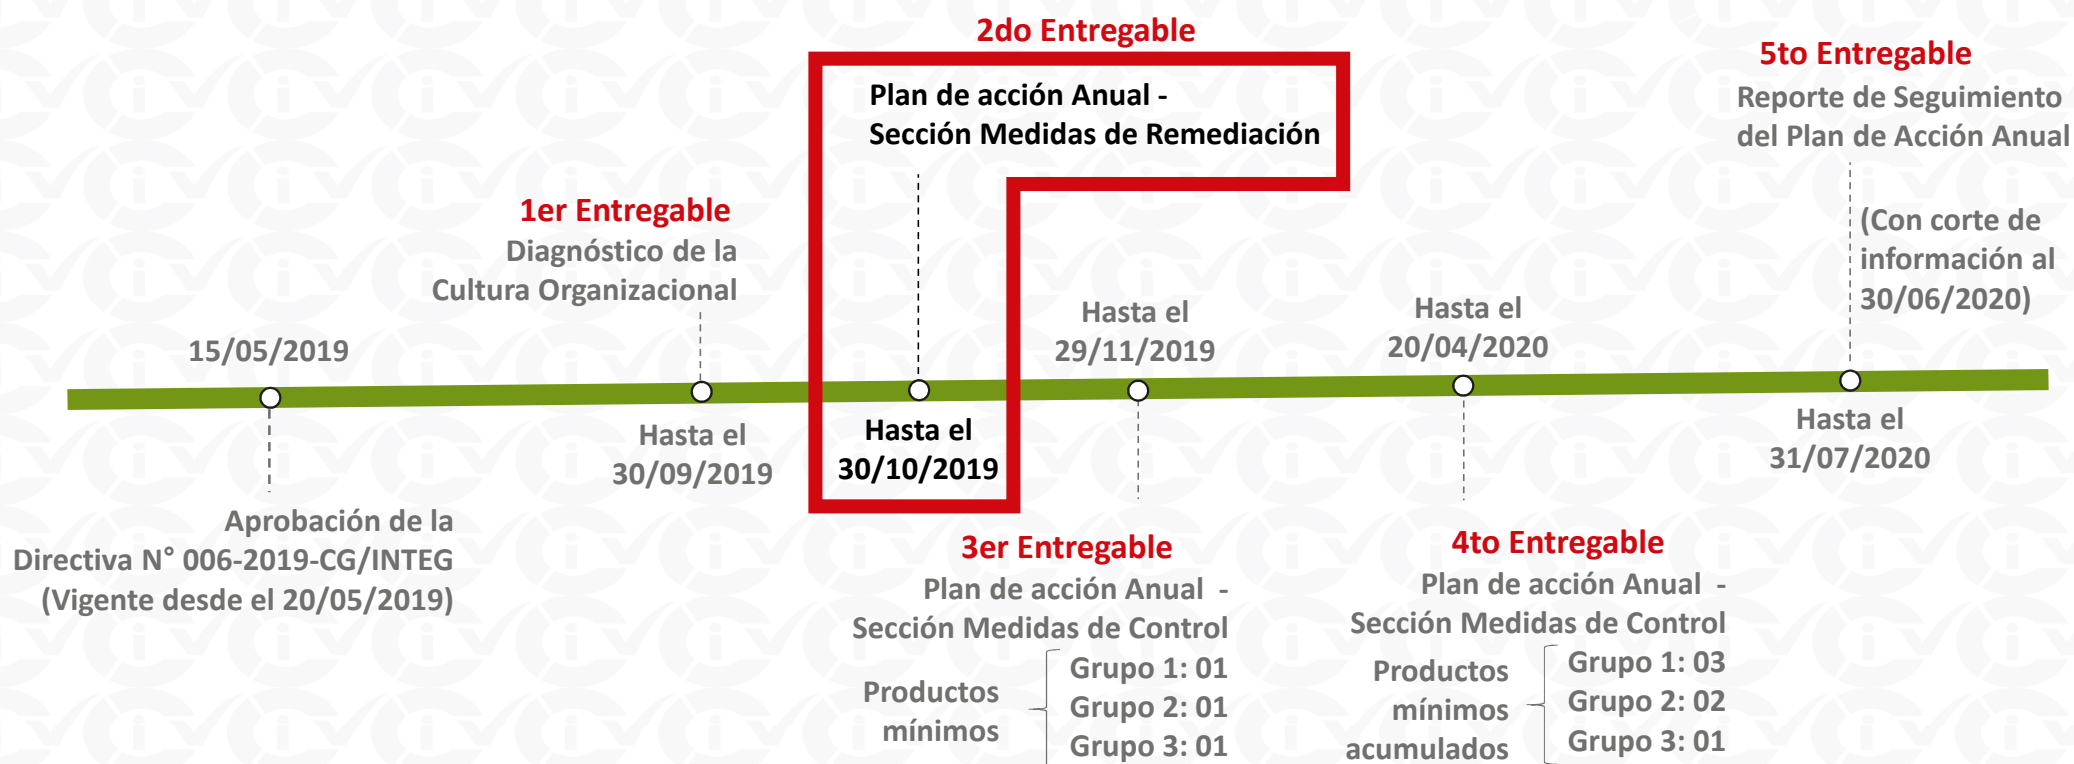 2do Entregable
Plan de acción Anual -
Sección Medidas de Remediación
5to Entregable
Reporte de Seguimiento
del Plan de Acción Anual
(Con corte de
información al
30/06/2020)
1er Entregable
Diagnóstico de la
Cultura Organizacional
15/05/2019
Hasta el
29/11/2019
Hasta el
20/04/2020
Hasta el
30/09/2019
Hasta el
30/10/2019
Hasta el
31/07/2020
Aprobación de la
Directiva N° 006-2019-CG/INTEG
(Vigente desde el 20/05/2019)
3er Entregable
Plan de acción Anual -
Sección Medidas de Control
Productos
mínimos
Grupo 1: 01
Grupo 2: 01
Grupo 3: 01
4to Entregable
Plan de acción Anual -
Sección Medidas de Control
Productos
mínimos
acumulados
Grupo 1: 03
Grupo 2: 02
Grupo 3: 01